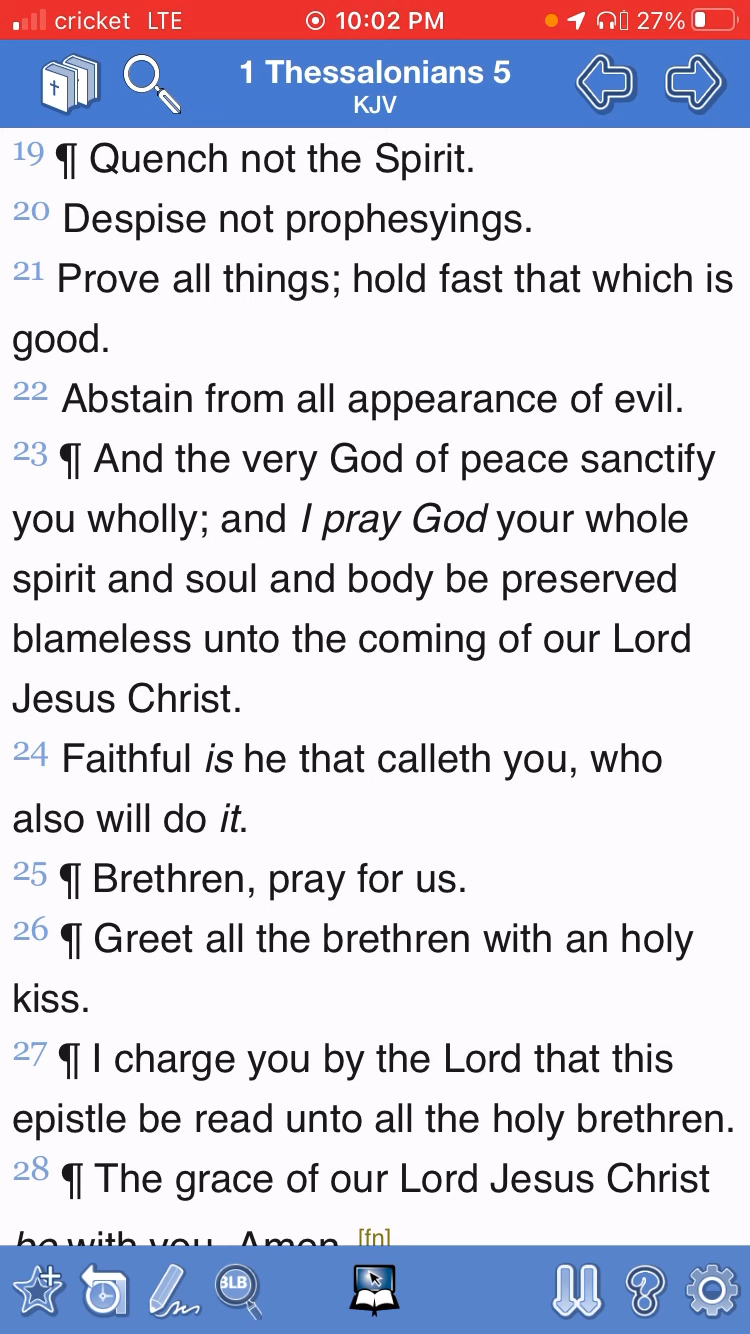 cricket LTE 10:02 PM 27%
1 Thessalonians 5
KJV
19 ¶ Quench not the Spirit.
20 Despise not prophesyings.
21 Prove all things; hold fast that which is
good.
22 Abstain from all appearance of evil.
23 ¶ And the very God of peace sanctify
you wholly; and I pray God your whole
spirit and soul and body be preserved
blameless unto the coming of our Lord
Jesus Christ.
24 Faithful is he that calleth you, who
also will do it.
25 ¶ Brethren, pray for us.
26 ¶ Greet all the brethren with an holy
kiss.
27 ¶ I charge you by the Lord that this
epistle be read unto all the holy brethren.
28 ¶ The grace of our Lord Jesus Christ
be with you. Amen. [fn]
BLB